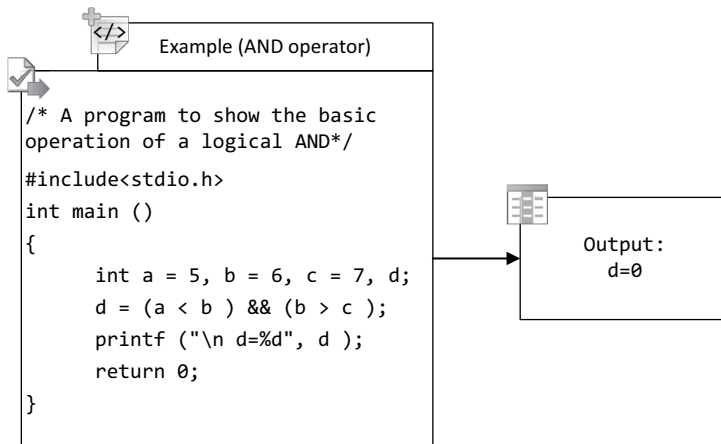 </>
Example (AND operator)
/* A program to show the basic
operation of a logical AND*/
#include<stdio.h>
int main ()
{
int a = 5, b = 6, c = 7, d;
d = (a < b ) && (b > c );
printf ("\n d=%d", d );
return 0;
}
Output:
d=0